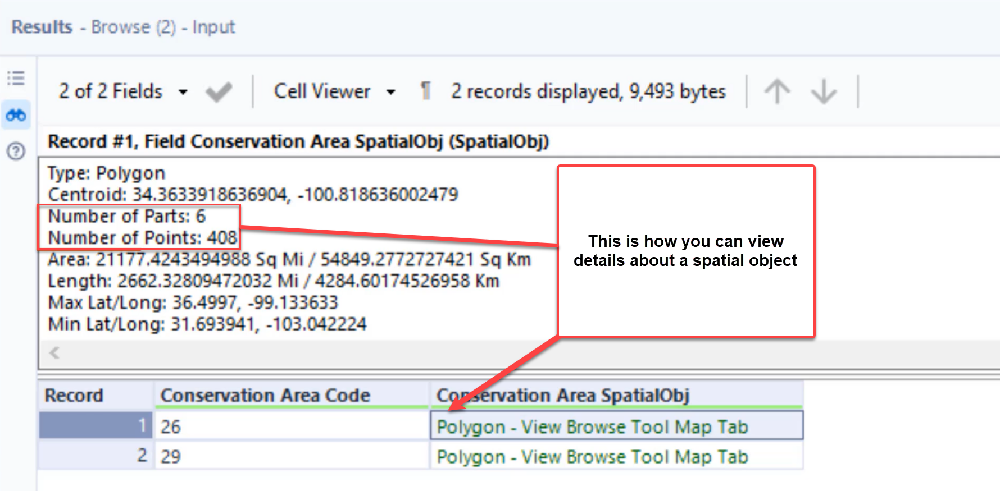 Results - Browse (2) - Input
2 of 2 Fields Cell Viewer ¶ 2 records displayed, 9,493 bytes
Record #1, Field Conservation Area SpatialObj (SpatialObj)
Type: Polygon
Centroid: 34.3633918636904, -100.818636002479
Number of Parts: 6
Number of Points: 408
Area: 21177.4243494988 Sq Mi / 54849.2772727421 Sq Km
Length: 2662.32809472032 Mi / 4284.60174526958 Km
Max Lat/Long: 36.4997, -99.133633
Min Lat/Long: 31.693941, -103.042224
This is how you can view
details about a spatial object
Record Conservation Area Code Conservation Area SpatialObj
1 26 Polygon - View Browse Tool Map Tab
2 29 Polygon - View Browse Tool Map Tab